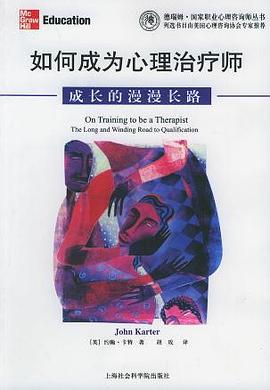 Mc
Graw
Hill
Education
德瑞姆·国家职业心理咨询师丛书
列选书目由英国心理咨询协会专家推荐
如何成为心理治疗师
成长的漫漫长路
On Training to be a Therapist
The Long and Winding Road to Qualification
John Karter
[英] 约翰·卡特 著 胡玫 译
上海社会科学院出版社